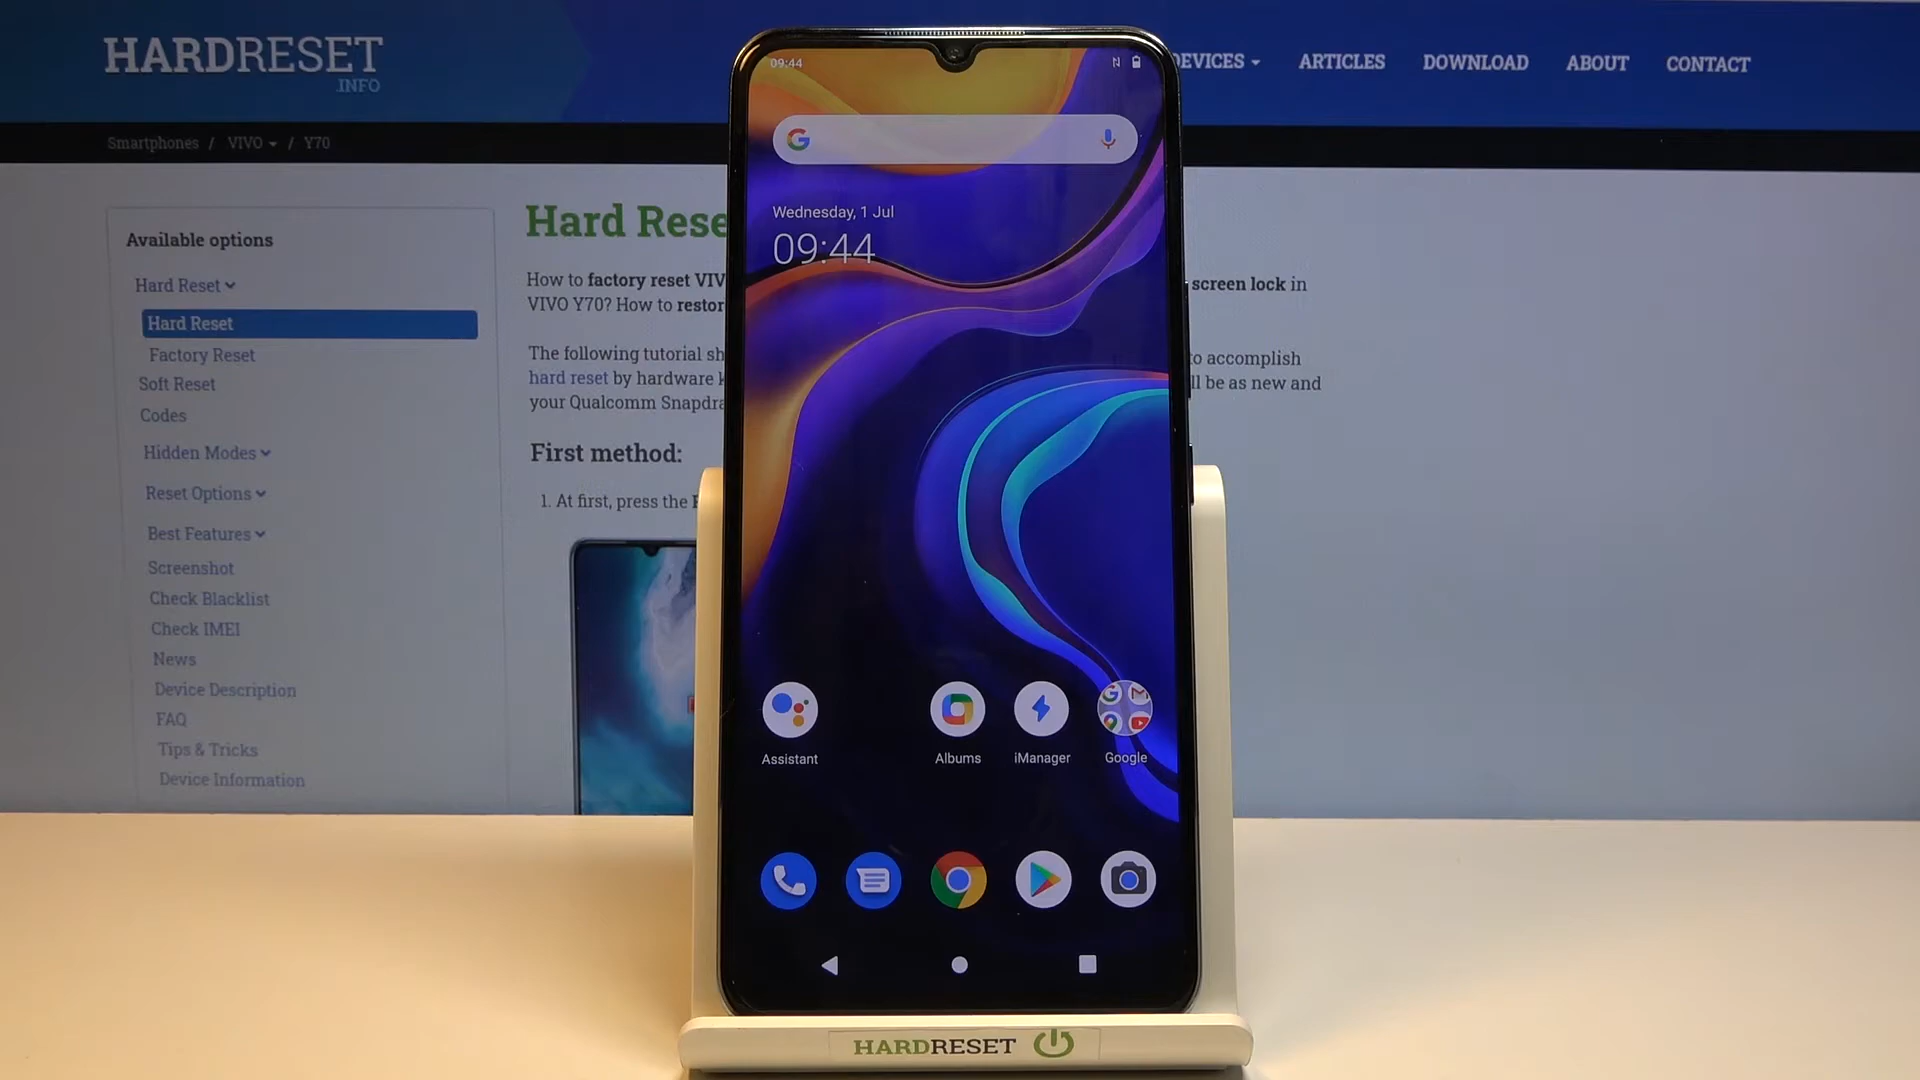 HARDRESET
.INFO
DEVICES
ARTICLES
DOWNLOAD
ABOUT
CONTACT
Smartphones / VIVO / Y70
Available options
Hard Reset
Hard Reset
Factory Reset
Soft Reset
Codes
Hidden Modes
Reset Options
Best Features
Screenshot
Check Blacklist
Check IMEI
News
Device Description
FAQ
Tips & Tricks
Device Information
Hard Rese
How to factory reset VIV
screen lock in
VIVO Y70? How to restor
The following tutorial sh
to accomplish
hard reset by hardware k
ll be as new and
your Qualcomm Snapdra
First method:
1. At first, press the
09:44
Wednesday, 1 Jul
09:44
Assistant
Albums
iManager
Google
HARDRESET